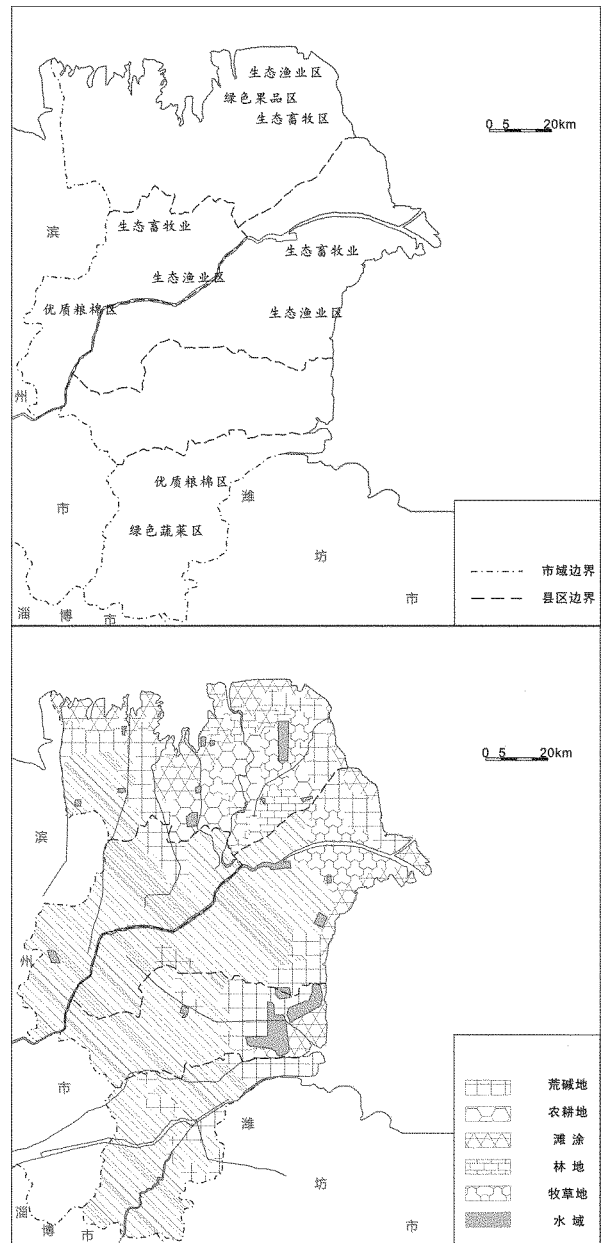 生态渔业区
绿色果品区
生态畜牧区
0 5 20km
滨
生态畜牧业
生态畜牧业
生态渔业区
优质粮棉区
生态渔业区
州
优质粮棉区
潍
市
绿色蔬菜区
坊
市域边界
县区边界
市
淄 博 市
0 5 20km
滨
州
荒碱地
市
农耕地
潍
滩 涂
林 地
坊
牧草地
淄 博 市
市
水 域